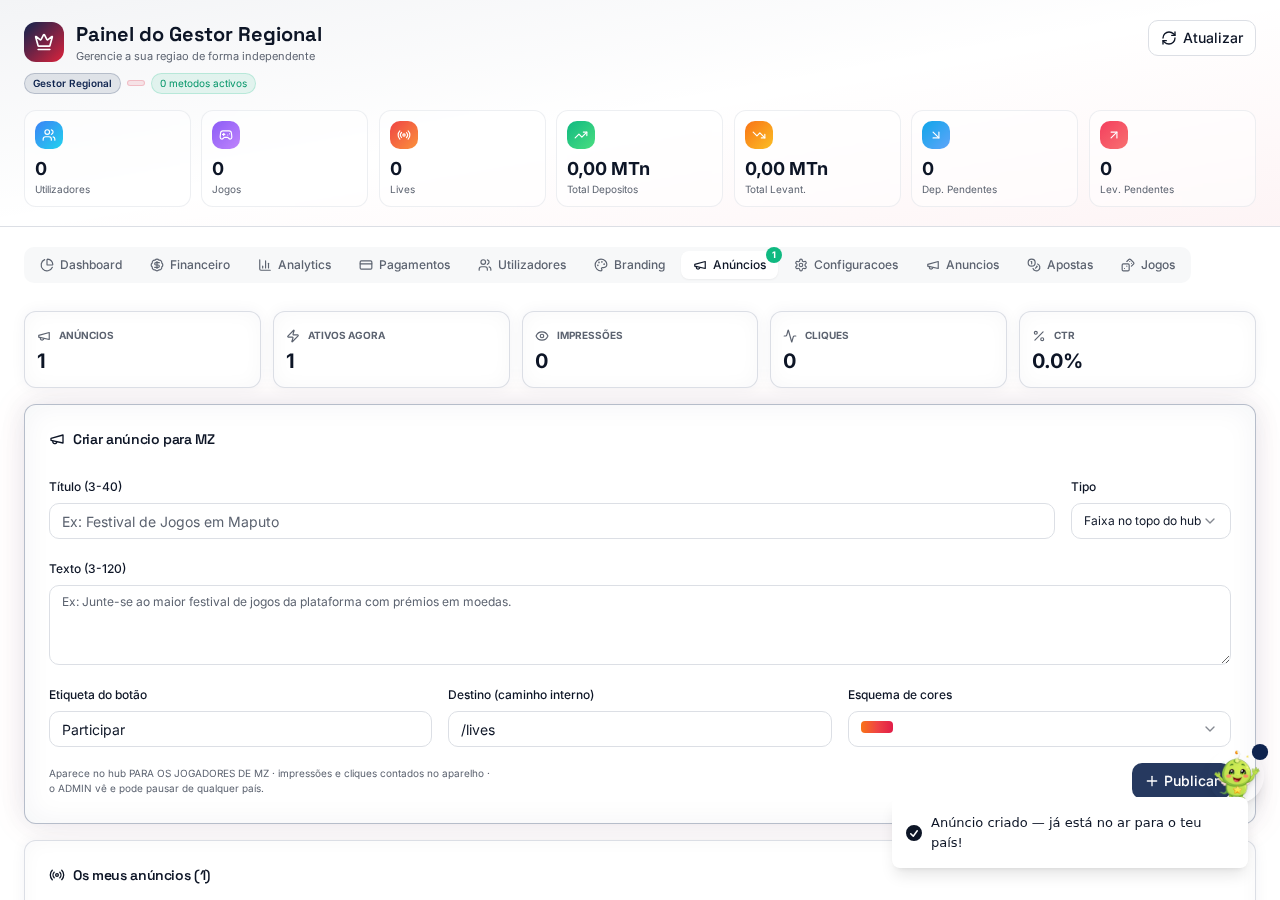 Painel do Gestor Regional
Gerencie a sua regiao de forma independente
Atualizar
Gestor Regional
0 metodos activos
0
Utilizadores
0
Jogos
0
Lives
0,00 MTn
Total Depositos
0,00 MTn
Total Levant.
0
Dep. Pendentes
0
Lev. Pendentes
Dashboard
Financeiro
Analytics
Pagamentos
Utilizadores
Branding
Anúncios
1
Configuracoes
Anuncios
Apostas
Jogos
ANÚNCIOS
1
ATIVOS AGORA
1
IMPRESSÕES
0
CLIQUES
0
CTR
0.0%
Criar anúncio para MZ
Título (3-40)
Ex: Festival de Jogos em Maputo
Tipo
Faixa no topo do hub
Texto (3-120)
Ex: Junte-se ao maior festival de jogos da plataforma com prémios em moedas.
Etiqueta do botão
Participar
Destino (caminho interno)
/lives
Esquema de cores
Aparece no hub PARA OS JOGADORES DE MZ · impressões e cliques contados no aparelho ·
o ADMIN vê e pode pausar de qualquer país.
Publicar
Anúncio criado — já está no ar para o teu
país!
Os meus anúncios (1)